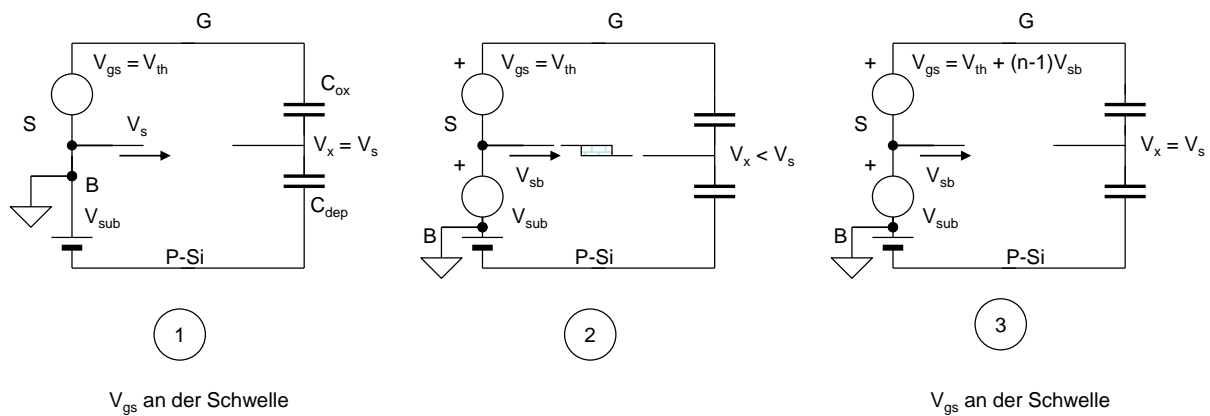 G
V_gs = V_th
C_ox
S
V_s
V_x = V_s
B
C_dep
V_sub
P-Si
1
V_gs an der Schwelle
G
+
V_gs = V_th
S
+
V_sb
V_x < V_s
V_sub
B
P-Si
2
G
+
V_gs = V_th + (n-1)V_sb
S
+
V_sb
V_x = V_s
V_sub
B
P-Si
3
V_gs an der Schwelle